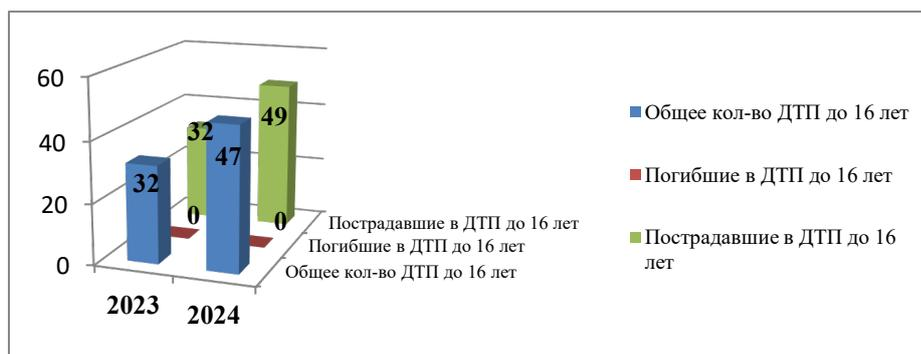 60
40
20
0
32
0
32
47
0
49
2023
2024
Пострадавшие в ДТП до 16 лет
Погибшие в ДТП до 16 лет
Общее кол-во ДТП до 16 лет
Общее кол-во ДТП до 16 лет
Погибшие в ДТП до 16 лет
Пострадавшие в ДТП до 16
лет